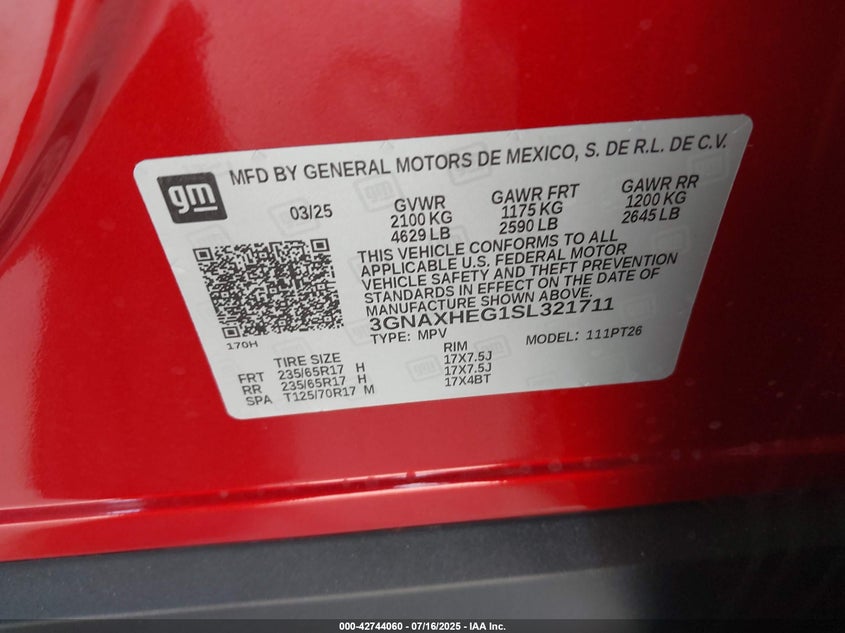 gm
MFD BY GENERAL MOTORS DE MEXICO, S. DE R.L. DE C.V.
03/25 GVWR GAWR FRT GAWR RR
2100 KG 1175 KG 1200 KG
4629 LB 2590 LB 2645 LB
THIS VEHICLE CONFORMS TO ALL
APPLICABLE U.S. FEDERAL MOTOR
VEHICLE SAFETY AND THEFT PREVENTION
STANDARDS IN EFFECT ON THE DATE OF
MANUFACTURE SHOWN ABOVE.
3GNAXHEG1SL321711
170H
TYPE: MPV MODEL: 111PT26
TIRE SIZE RIM
FRT 235/65R17 H 17X7.5J
RR 235/65R17 H 17X7.5J
SPA T125/70R17 M 17X4BT
000-42744060 - 07/16/2025 - IAA Inc.